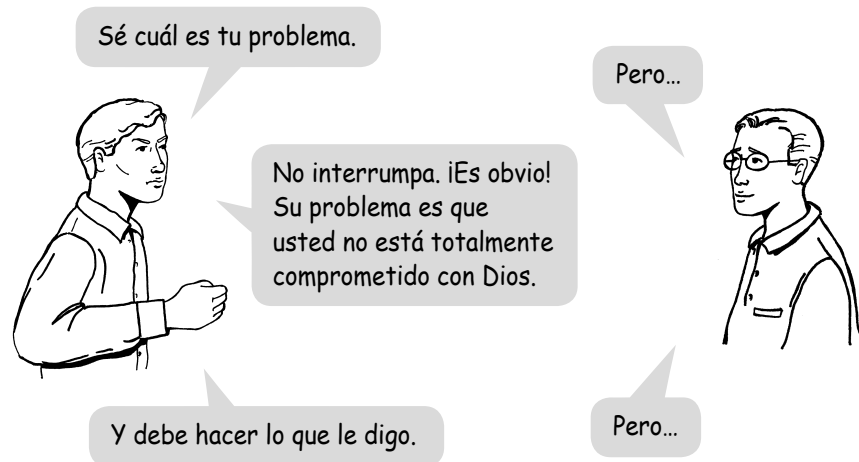 Sé cuál es tu problema.
Pero...
No interrumpa. ¡Es obvio!
Su problema es que
usted no está totalmente
comprometido con Dios.
Y debe hacer lo que le digo.
Pero...